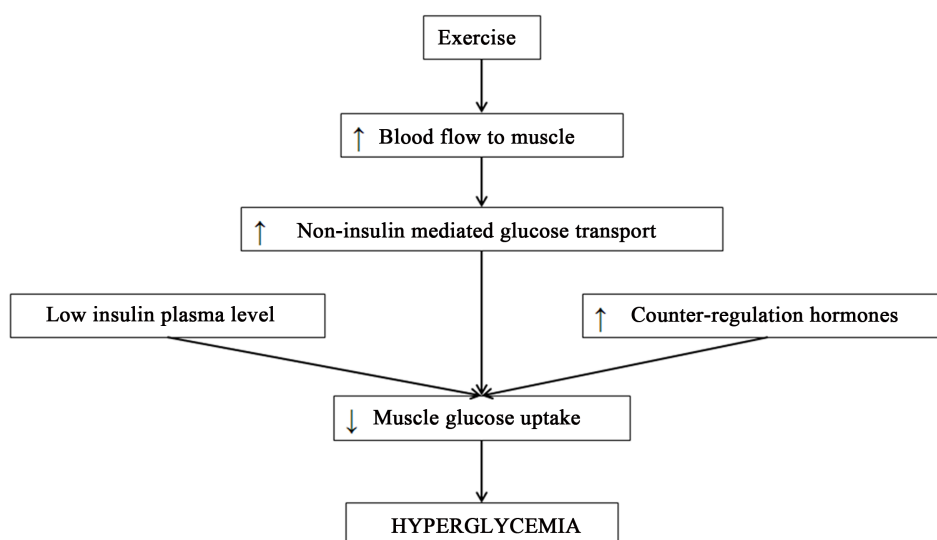 Exercise
↑ Blood flow to muscle
↑ Non-insulin mediated glucose transport
Low insulin plasma level
↑ Counter-regulation hormones
↓ Muscle glucose uptake
HYPERGLYCEMIA